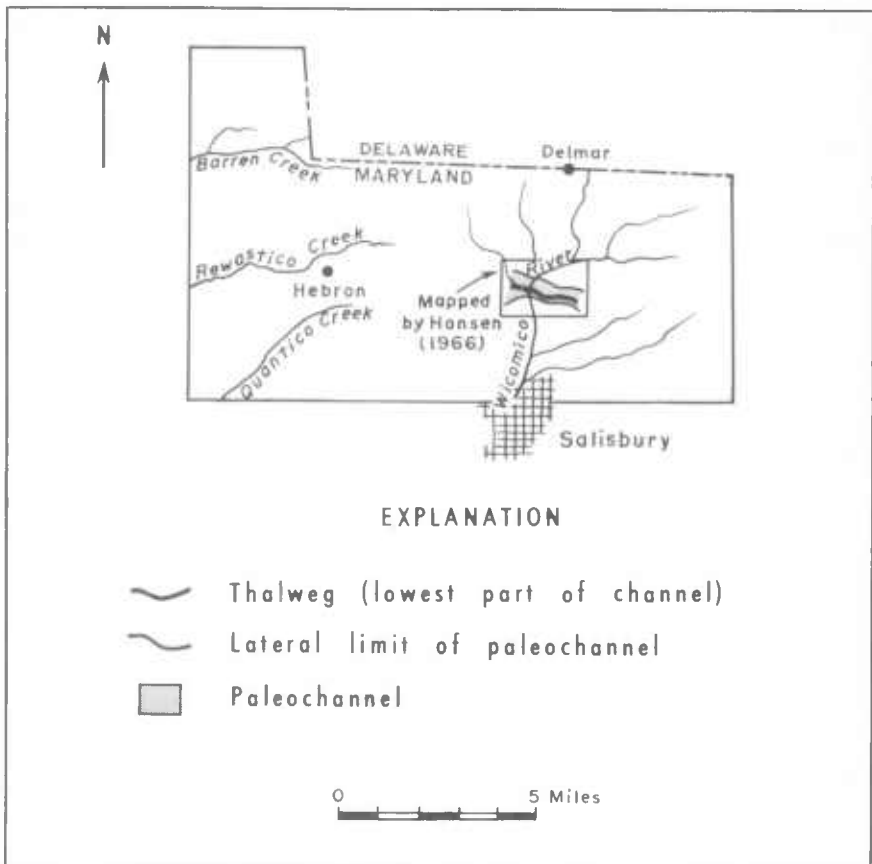 N
DELAWARE
Delmar
MARYLAND
Barren Creek
Rewastico Creek
Hebron
River
Mapped
by Hansen
(1966)
Quantico Creek
Wicomico
Salisbury
EXPLANATION
Thalweg (lowest part of channel)
Lateral limit of paleochannel
Paleochannel
0 5 Miles